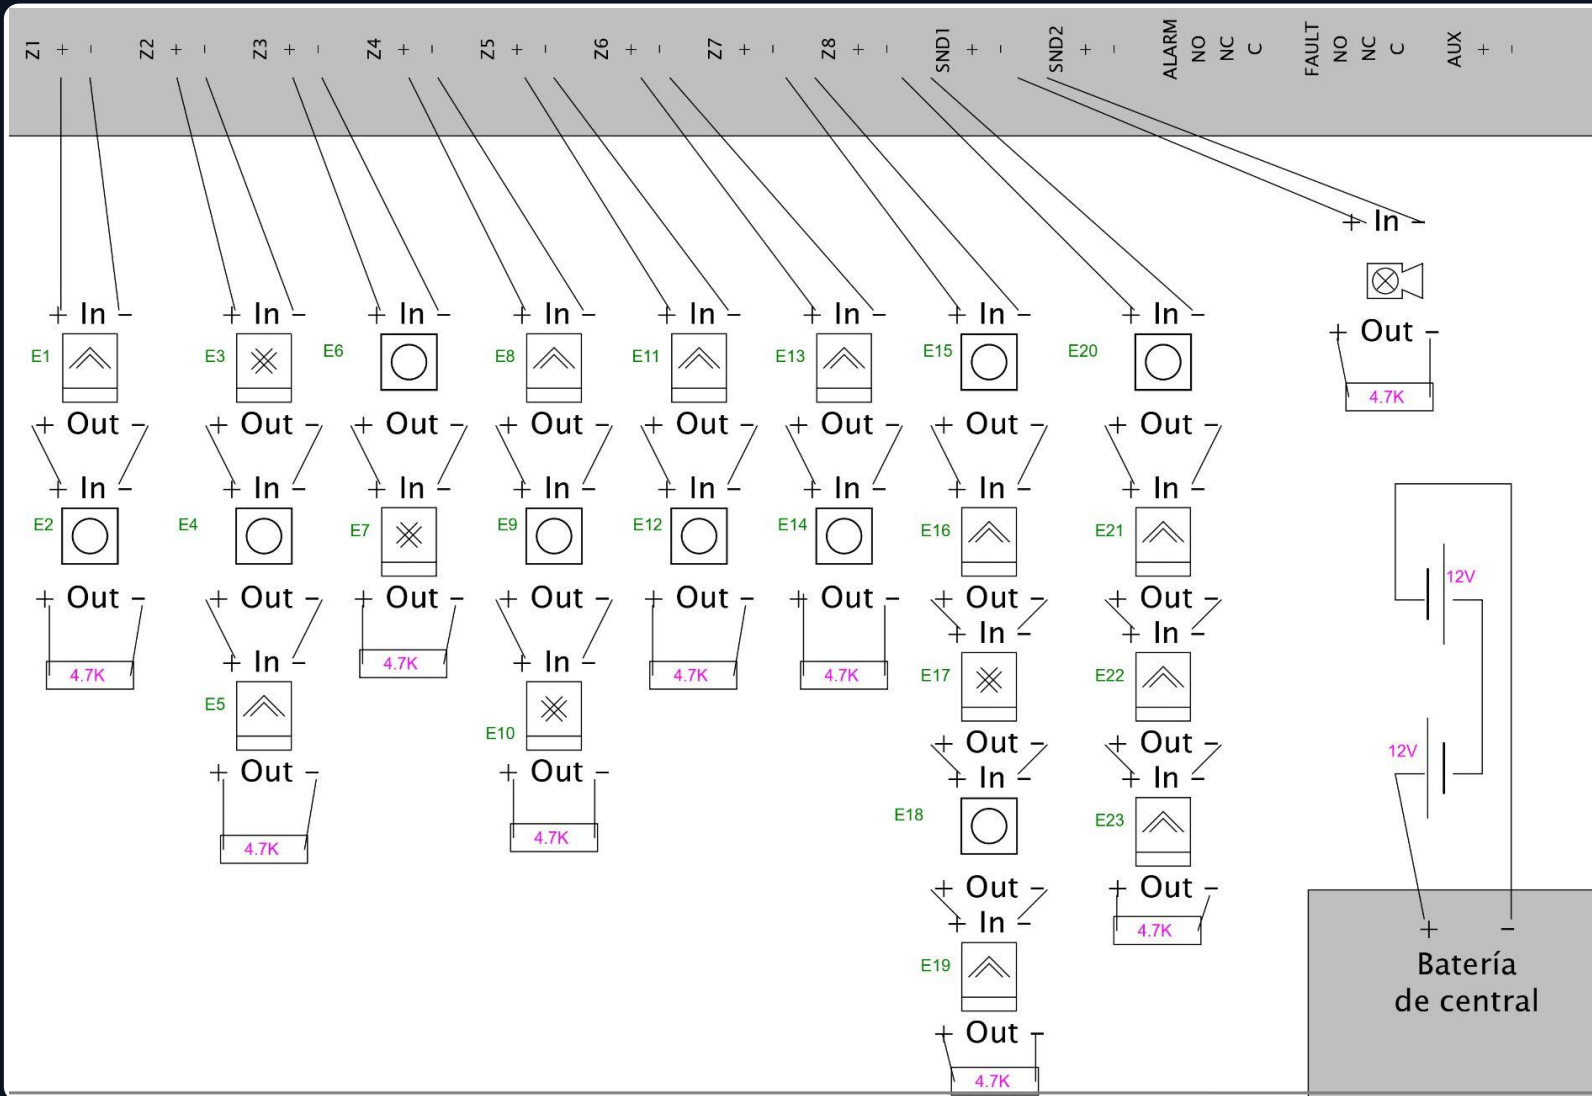 Z1 + - Z2 + - Z3 + - Z4 + - Z5 + - Z6 + - Z7 + - Z8 + - SND1 + - SND2 + - ALARM NO NC C FAULT NO NC C AUX + -
+ In -
+ Out -
4.7K
+ In - + In - + In - + In - + In - + In - + In - + In -
E1 E3 E6 E8 E11 E13 E15 E20
+ Out - + Out - + Out - + Out - + Out - + Out - + Out - + Out -
+ In - + In - + In - + In - + In - + In - + In - + In -
E2 E4 E7 E9 E12 E14 E16 E21
12V
+ Out - + Out - + Out - + Out - + Out - + Out - + Out - + Out -
+ In - + In -
4.7K + In - 4.7K + In - 4.7K 4.7K E17 E22
E5 E10
+ Out - + Out -
12V
+ Out - + Out - + In - + In -
4.7K 4.7K E18 E23
+ Out - + Out -
+ In - 4.7K
+ -
E19 Batería
de central
+ Out -
4.7K